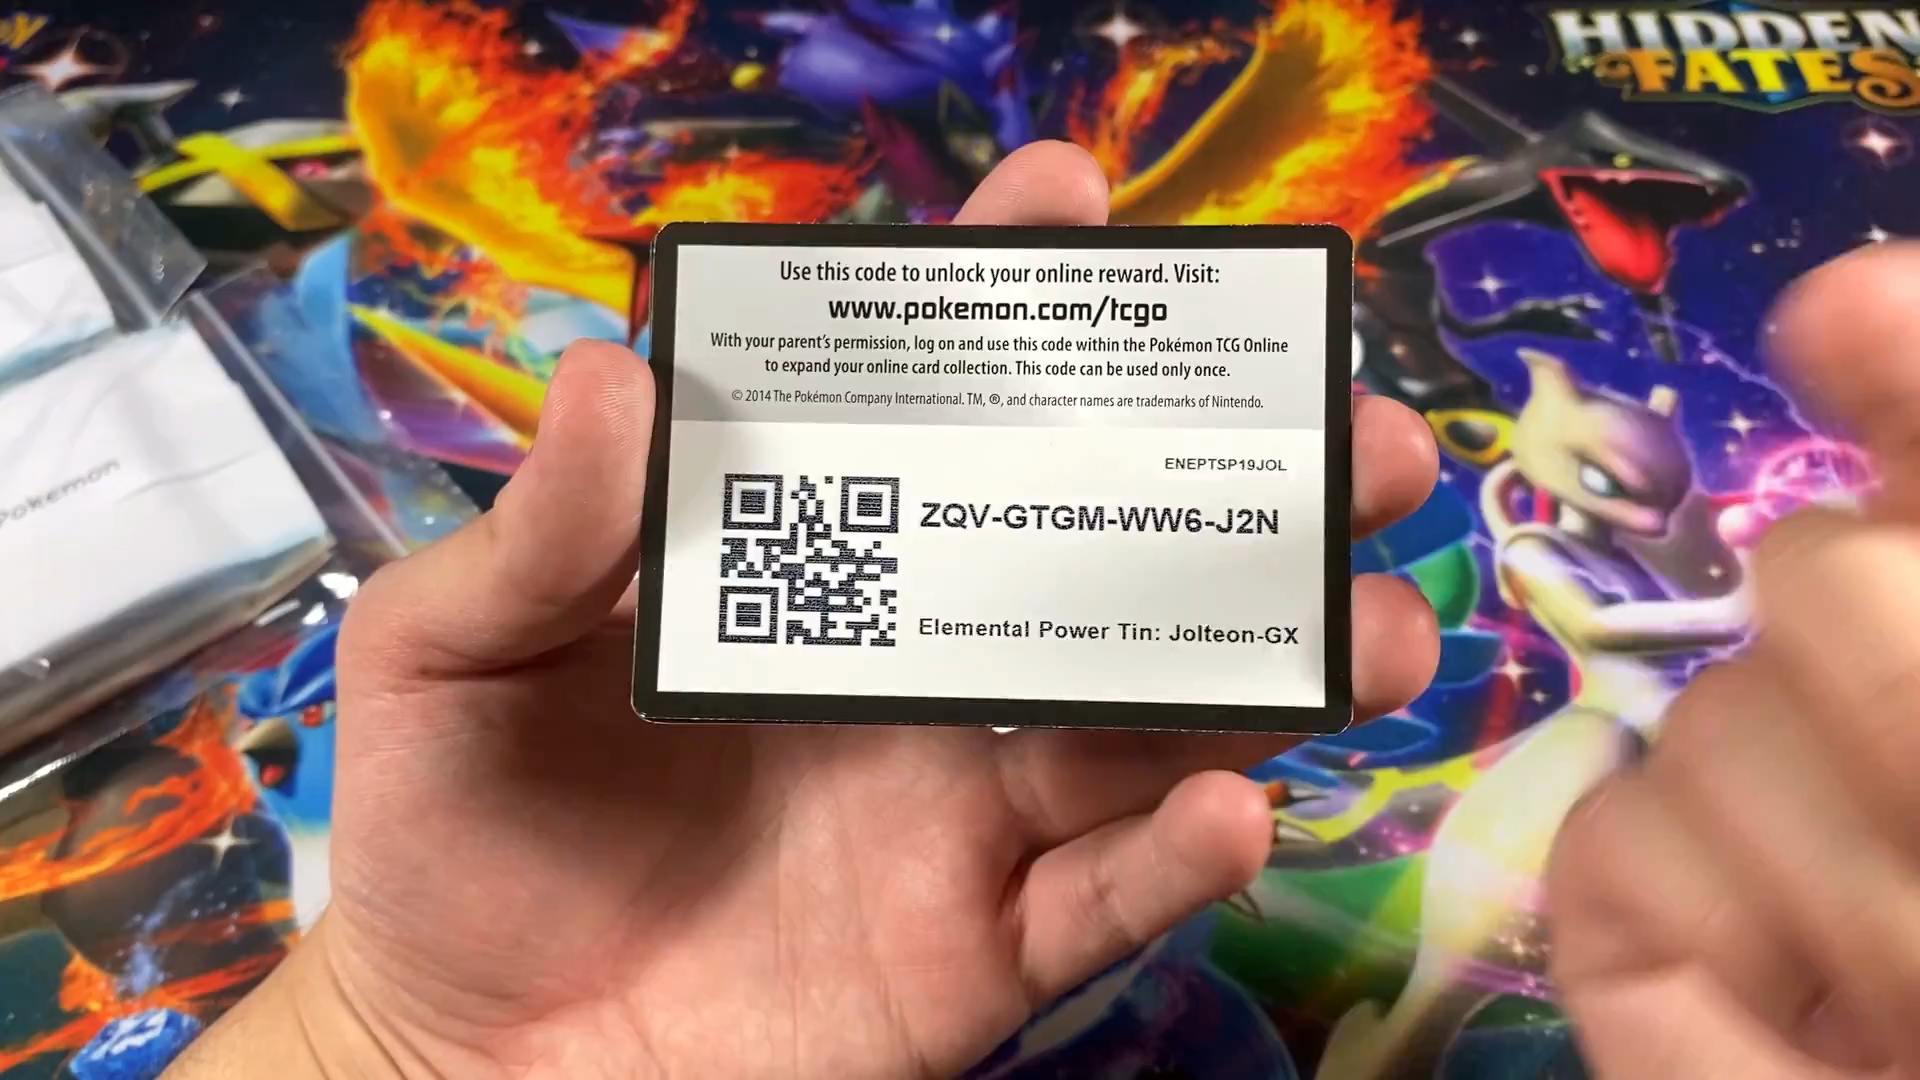 HIDDEN
FATES
Use this code to unlock your online reward. Visit:
www.pokemon.com/tcgo
With your parent's permission, log on and use this code within the Pokémon TCG Online
to expand your online card collection. This code can be used only once.
© 2014 The Pokémon Company International. TM, ®, and character names are trademarks of Nintendo.
ENEPTSP19JOL
ZQV-GTGM-WW6-J2N
Elemental Power Tin: Jolteon-GX
Pokemon